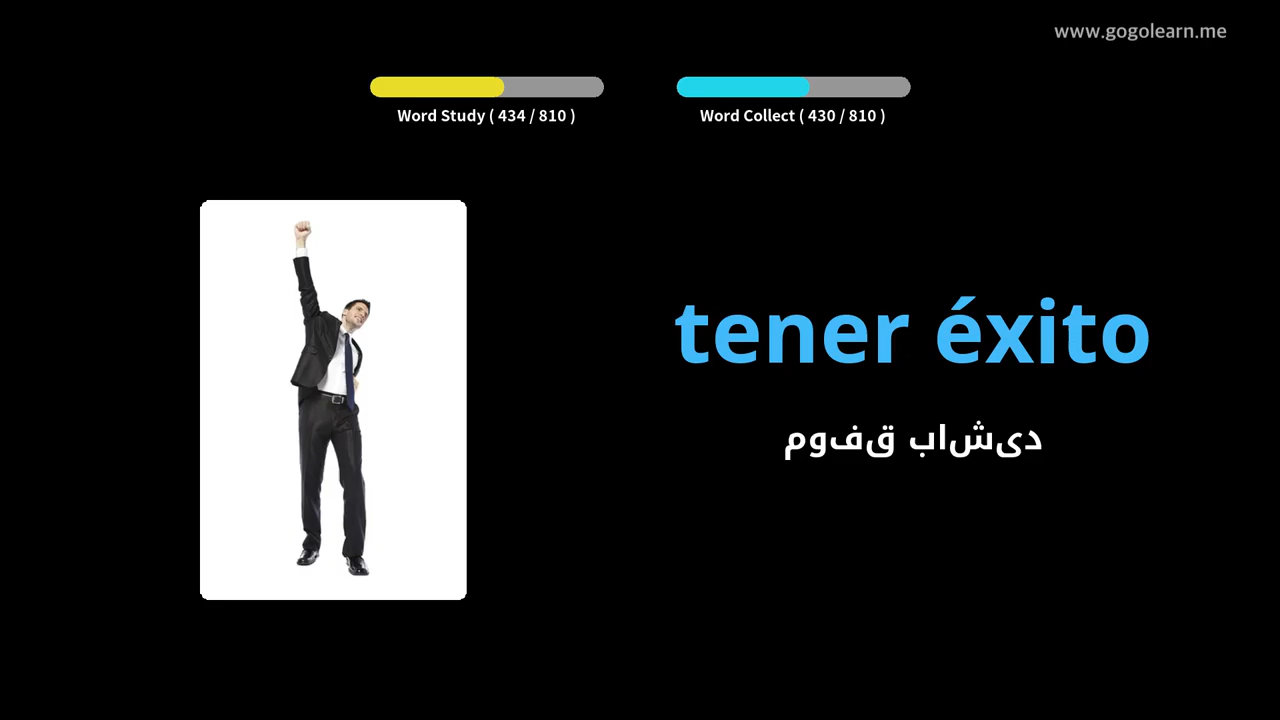 www.gogolearn.me
Word Study ( 434 / 810 )
Word Collect ( 430 / 810 )
tener éxito
دیشاب قفوم